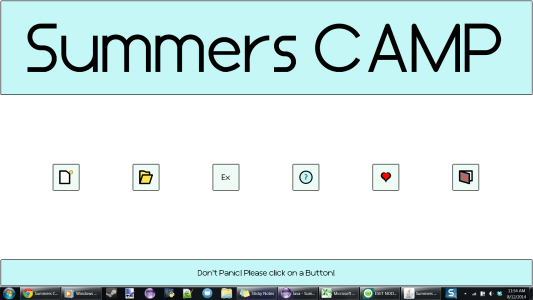 Summers CAMP
Ex
?
Don't Panic! Please click on a Button!
Summers C...
Windows...
Sticky Notes
Java - Sum...
Microsoft...
EXIT NOD...
Summers...
S
11:54 AM
8/12/2014